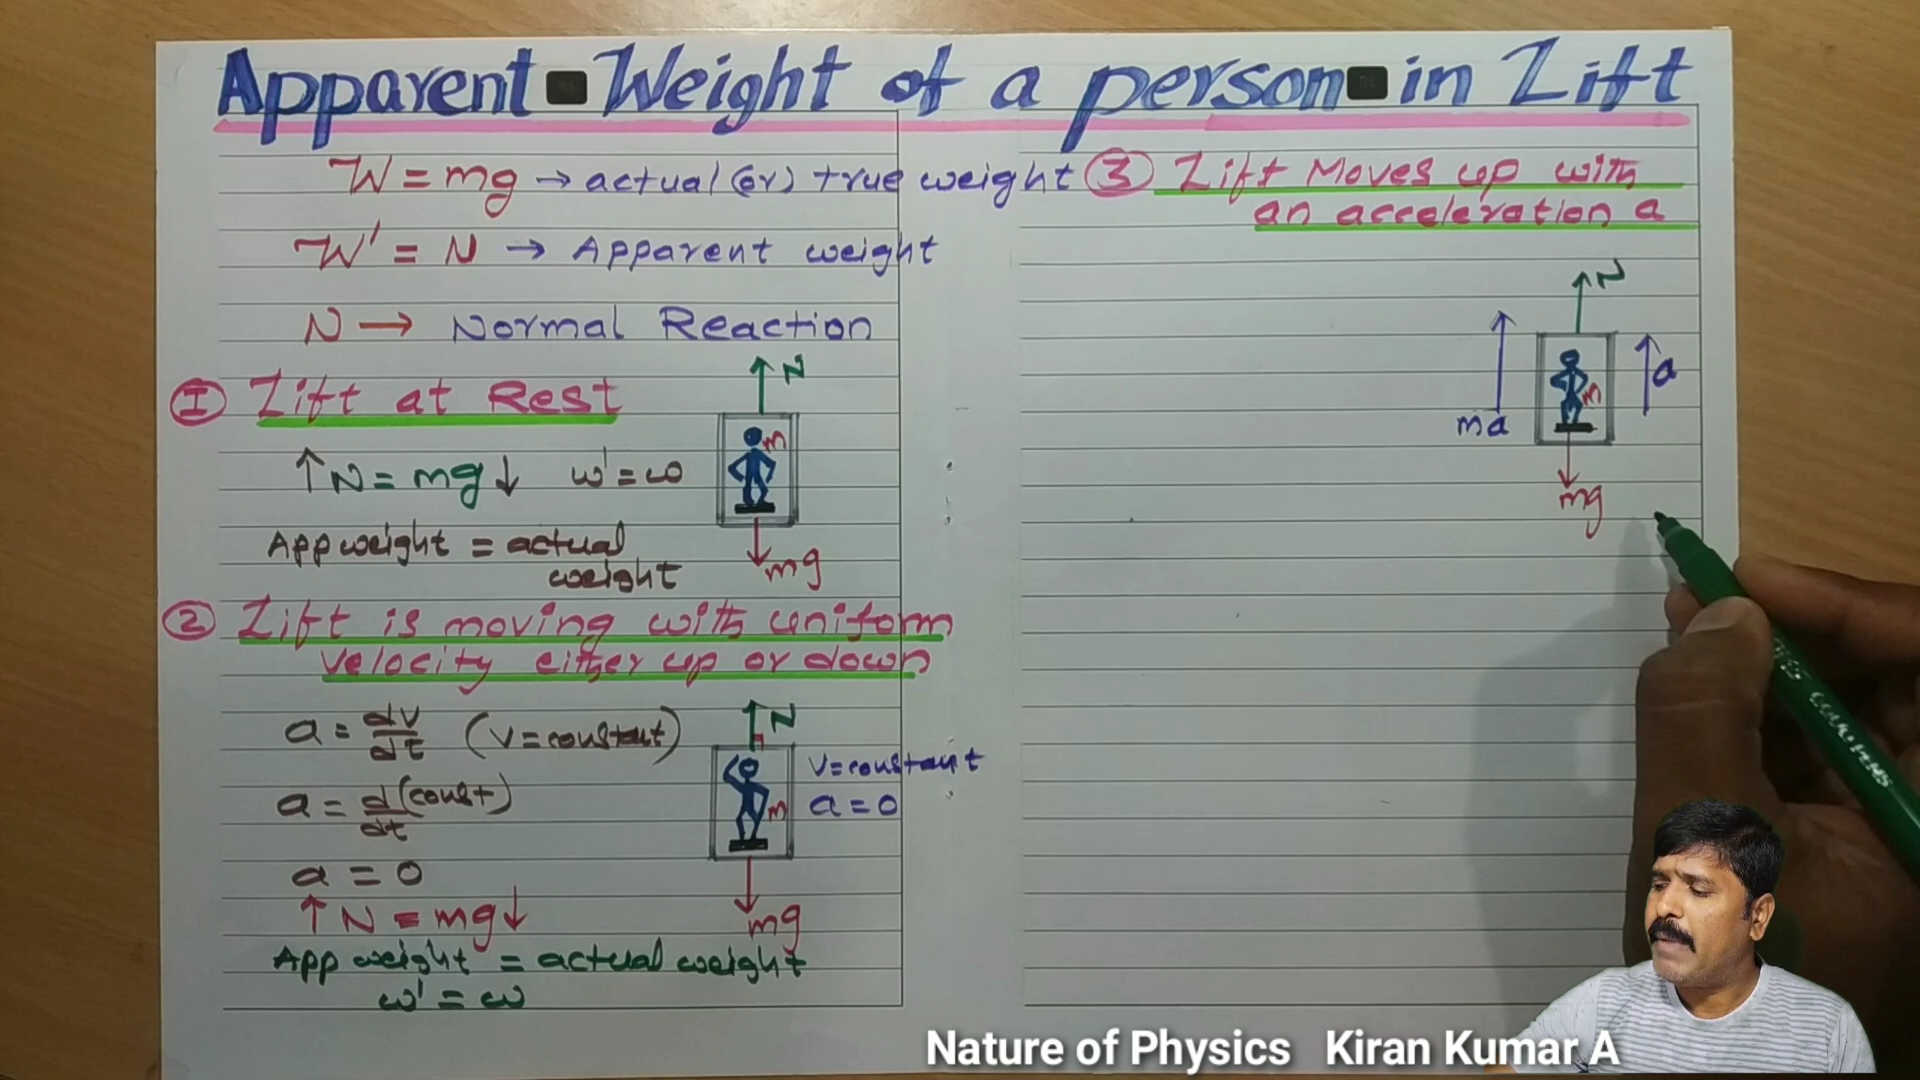 Apparent Weight of a person in Lift
W = mg → actual (or) true weight
W' = N → Apparent weight
N → Normal Reaction
① Lift at Rest
↑ N = mg ↓ w' = w
App weight = actual
weight
N
m
mg
② Lift is moving with uniform
velocity either up or down
a = dv/dt (v = constant)
a = d(const)/dt
a = 0
↑ N = mg ↓
App weight = actual weight
w' = w
N
v = constant
a = 0
m
mg
③ Lift Moves up with
an acceleration a
N
a
m
ma
mg
Nature of Physics Kiran Kumar A